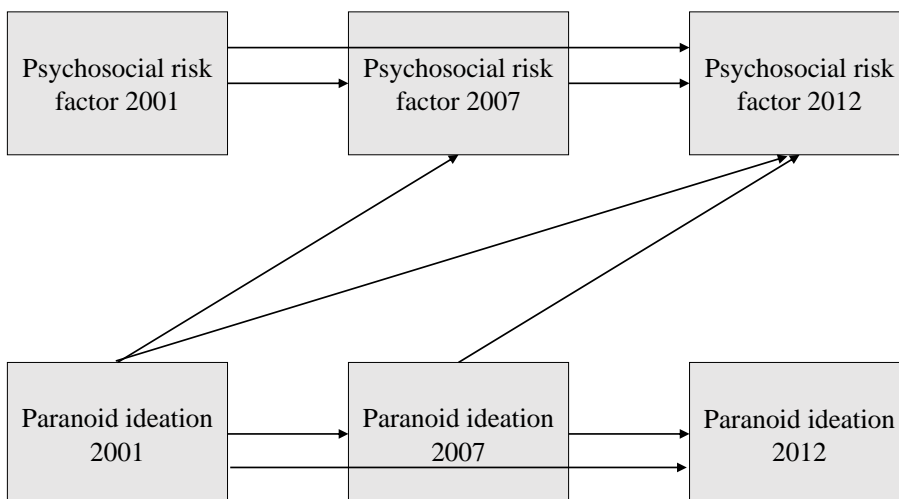 Psychosocial risk
factor 2001
Psychosocial risk
factor 2007
Psychosocial risk
factor 2012
Paranoid ideation
2001
Paranoid ideation
2007
Paranoid ideation
2012